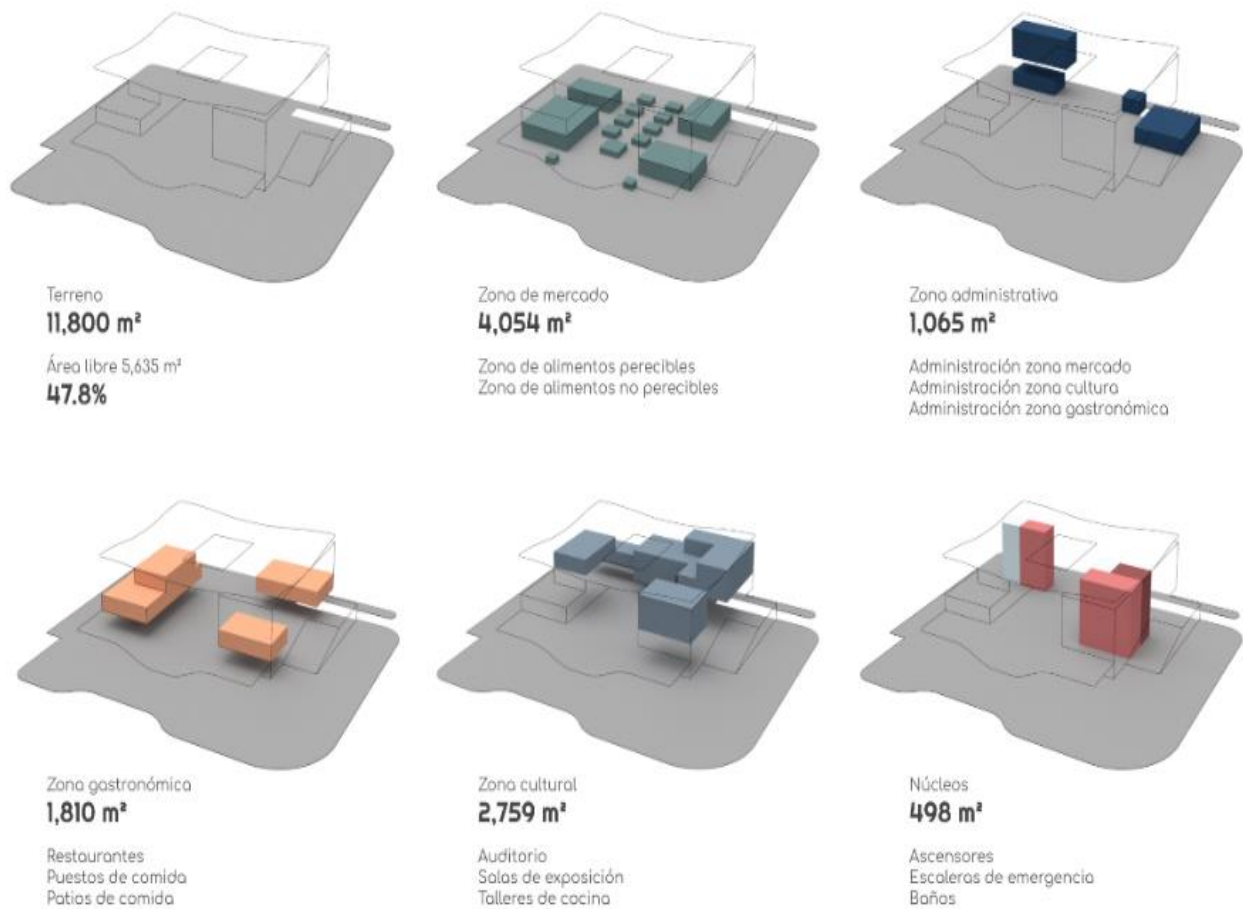 Terreno
11,800 m²
Área libre 5,635 m²
47.8%
Zona de mercado
4,054 m²
Zona de alimentos perecibles
Zona de alimentos no perecibles
Zona administrativa
1,065 m²
Administración zona mercado
Administración zona cultura
Administración zona gastronómica
Zona gastronómica
1,810 m²
Restaurantes
Puestos de comida
Patios de comida
Zona cultural
2,759 m²
Auditorio
Salas de exposición
Talleres de cocina
Núcleos
498 m²
Ascensores
Escaleras de emergencia
Baños